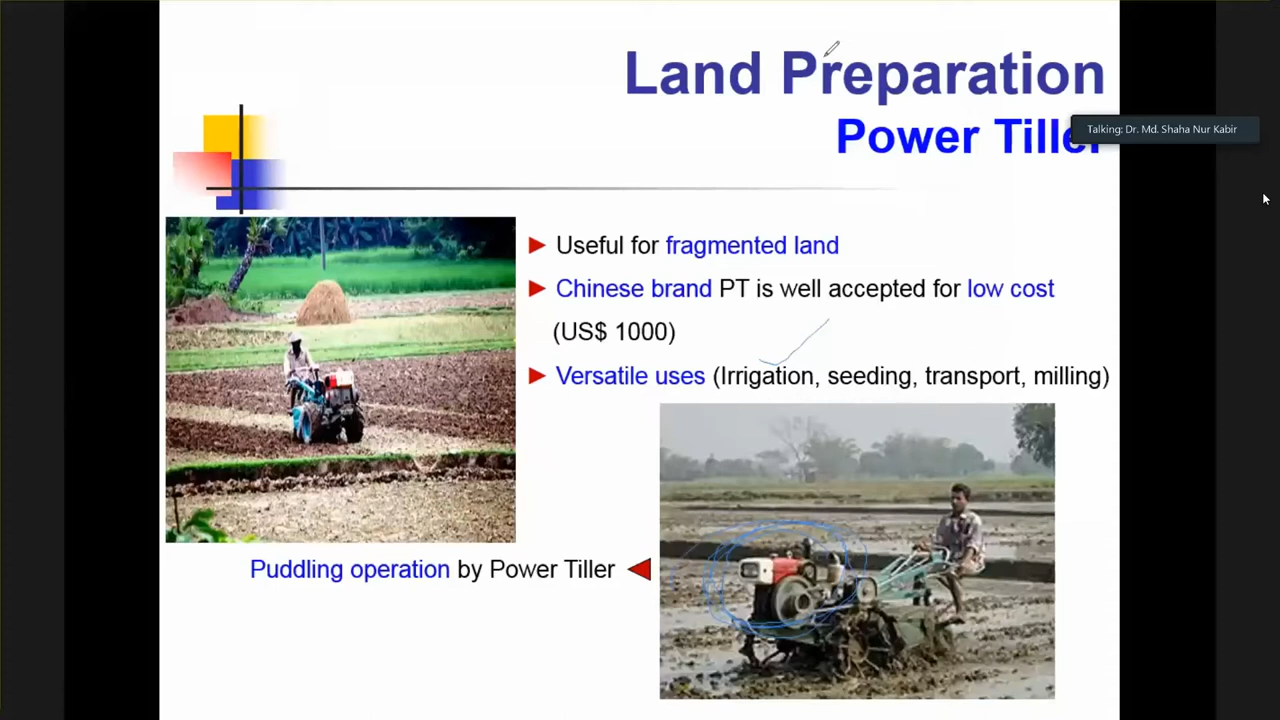 Land Preparation
Power Tiller
Talking: Dr. Md. Shaha Nur Kabir
Useful for fragmented land
Chinese brand PT is well accepted for low cost
(US$ 1000)
Versatile uses (Irrigation, seeding, transport, milling)
Puddling operation by Power Tiller